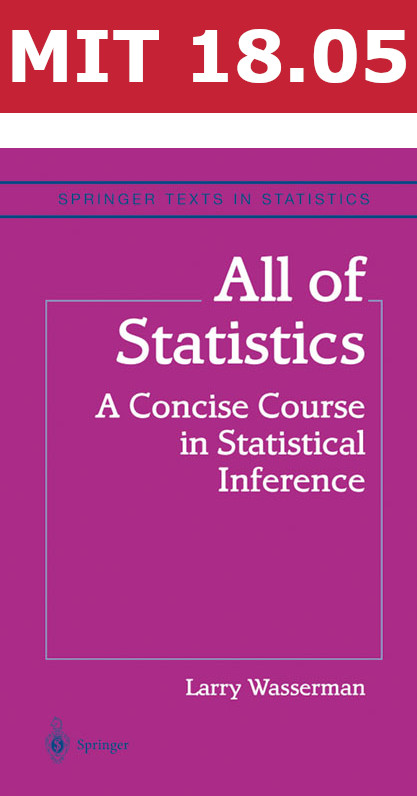 MIT 18.05
SPRINGER TEXTS IN STATISTICS
All of
Statistics
A Concise Course
in Statistical
Inference
Larry Wasserman
Springer